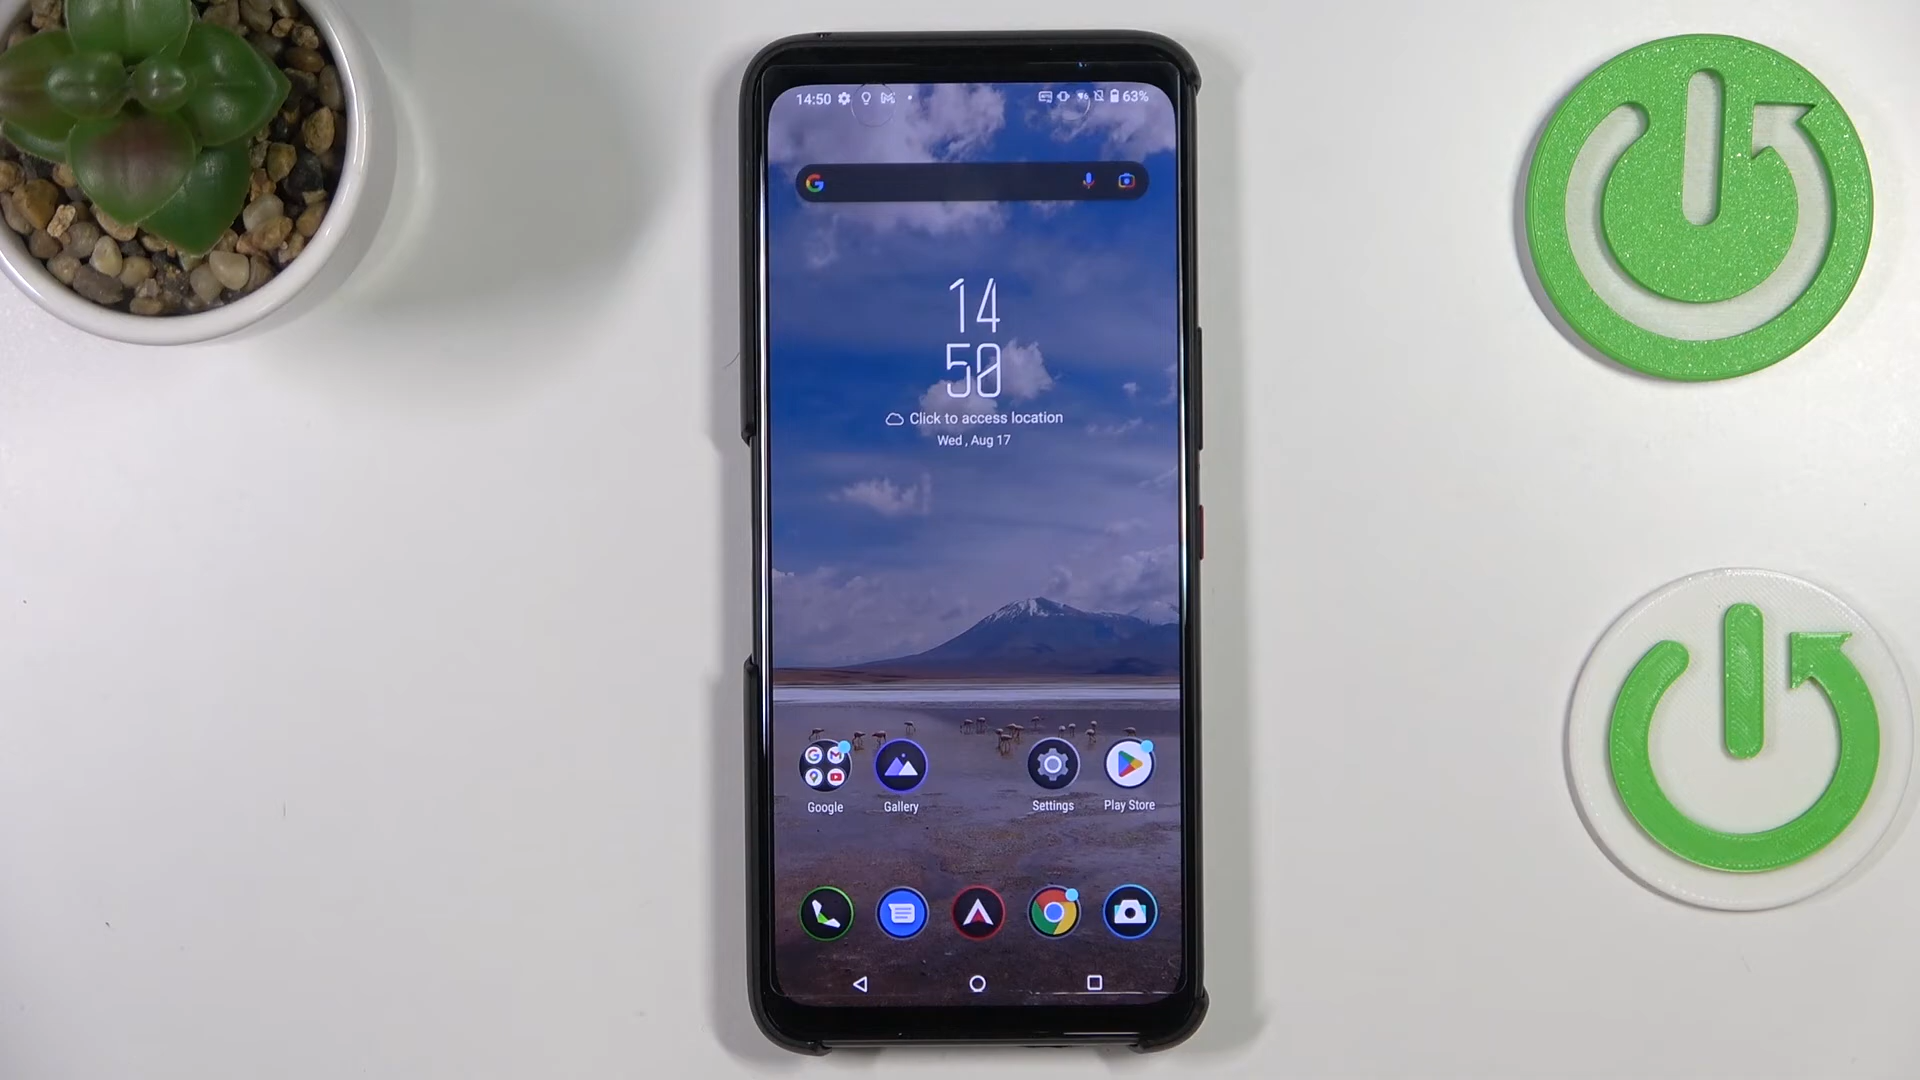 14:50 63%
14
50
Click to access location
Wed , Aug 17
Google Gallery Settings Play Store